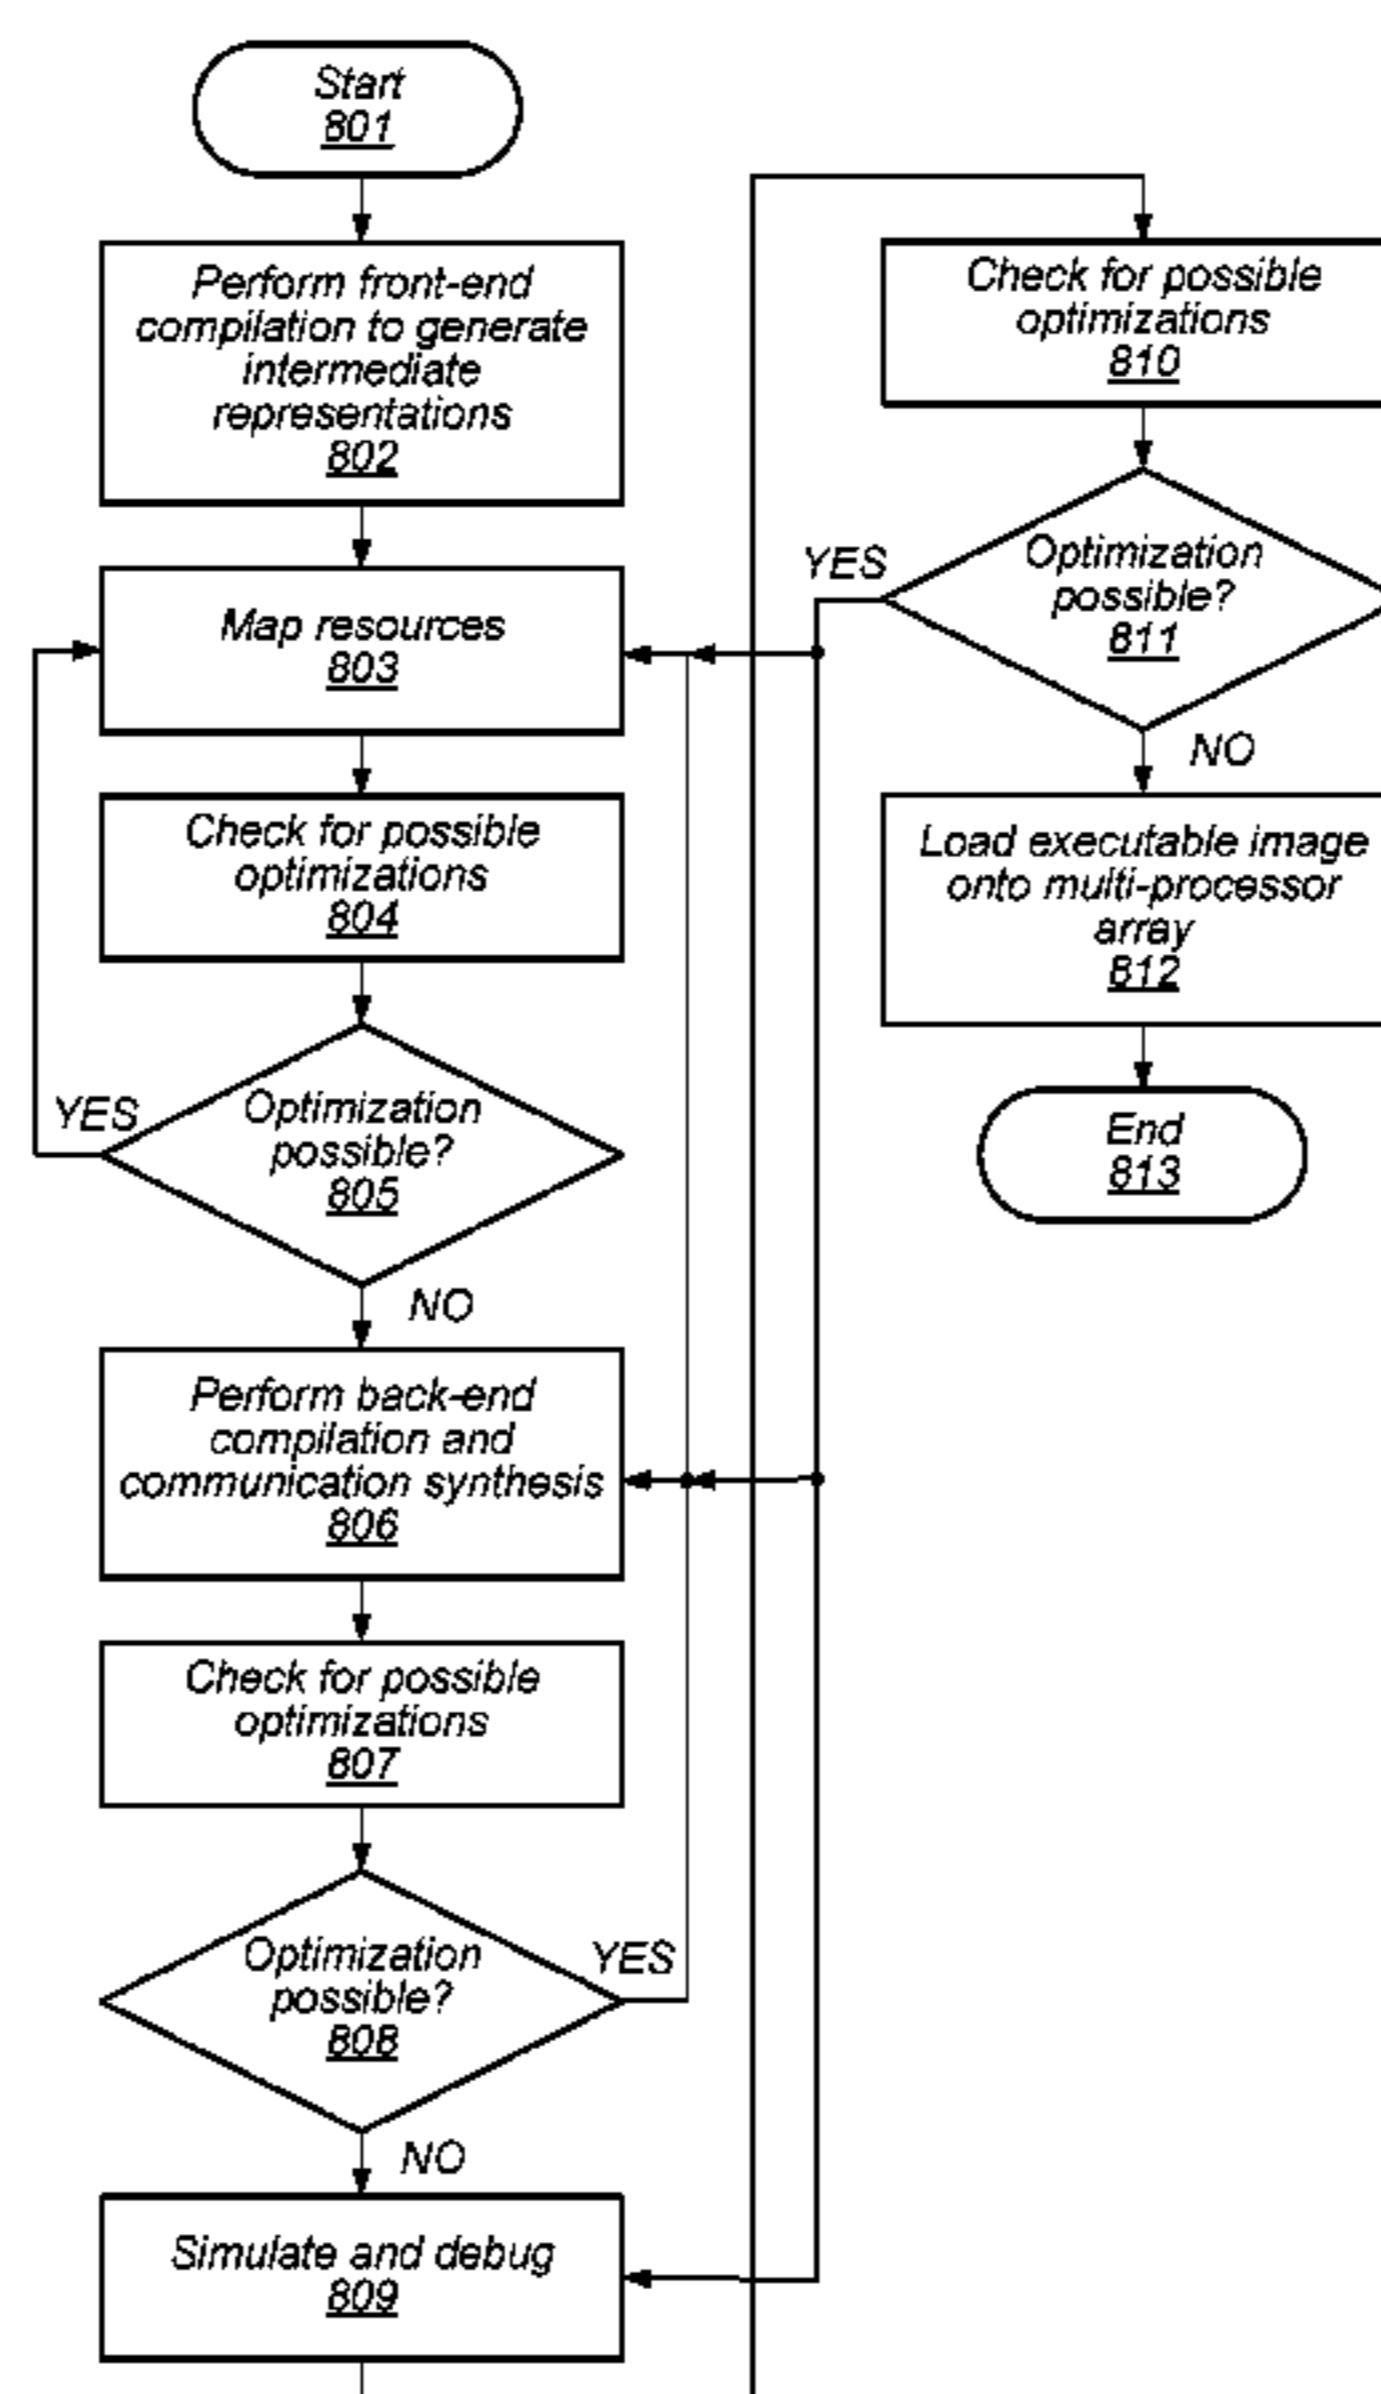 Start
801
Perform front-end
compilation to generate
intermediate
representations
802
Map resources
803
Check for possible
optimizations
804
YES
Optimization
possible?
805
NO
Perform back-end
compilation and
communication synthesis
806
Check for possible
optimizations
807
Optimization
possible?
808
YES
NO
Simulate and debug
809
Check for possible
optimizations
810
YES
Optimization
possible?
811
NO
Load executable image
onto multi-processor
array
812
End
813